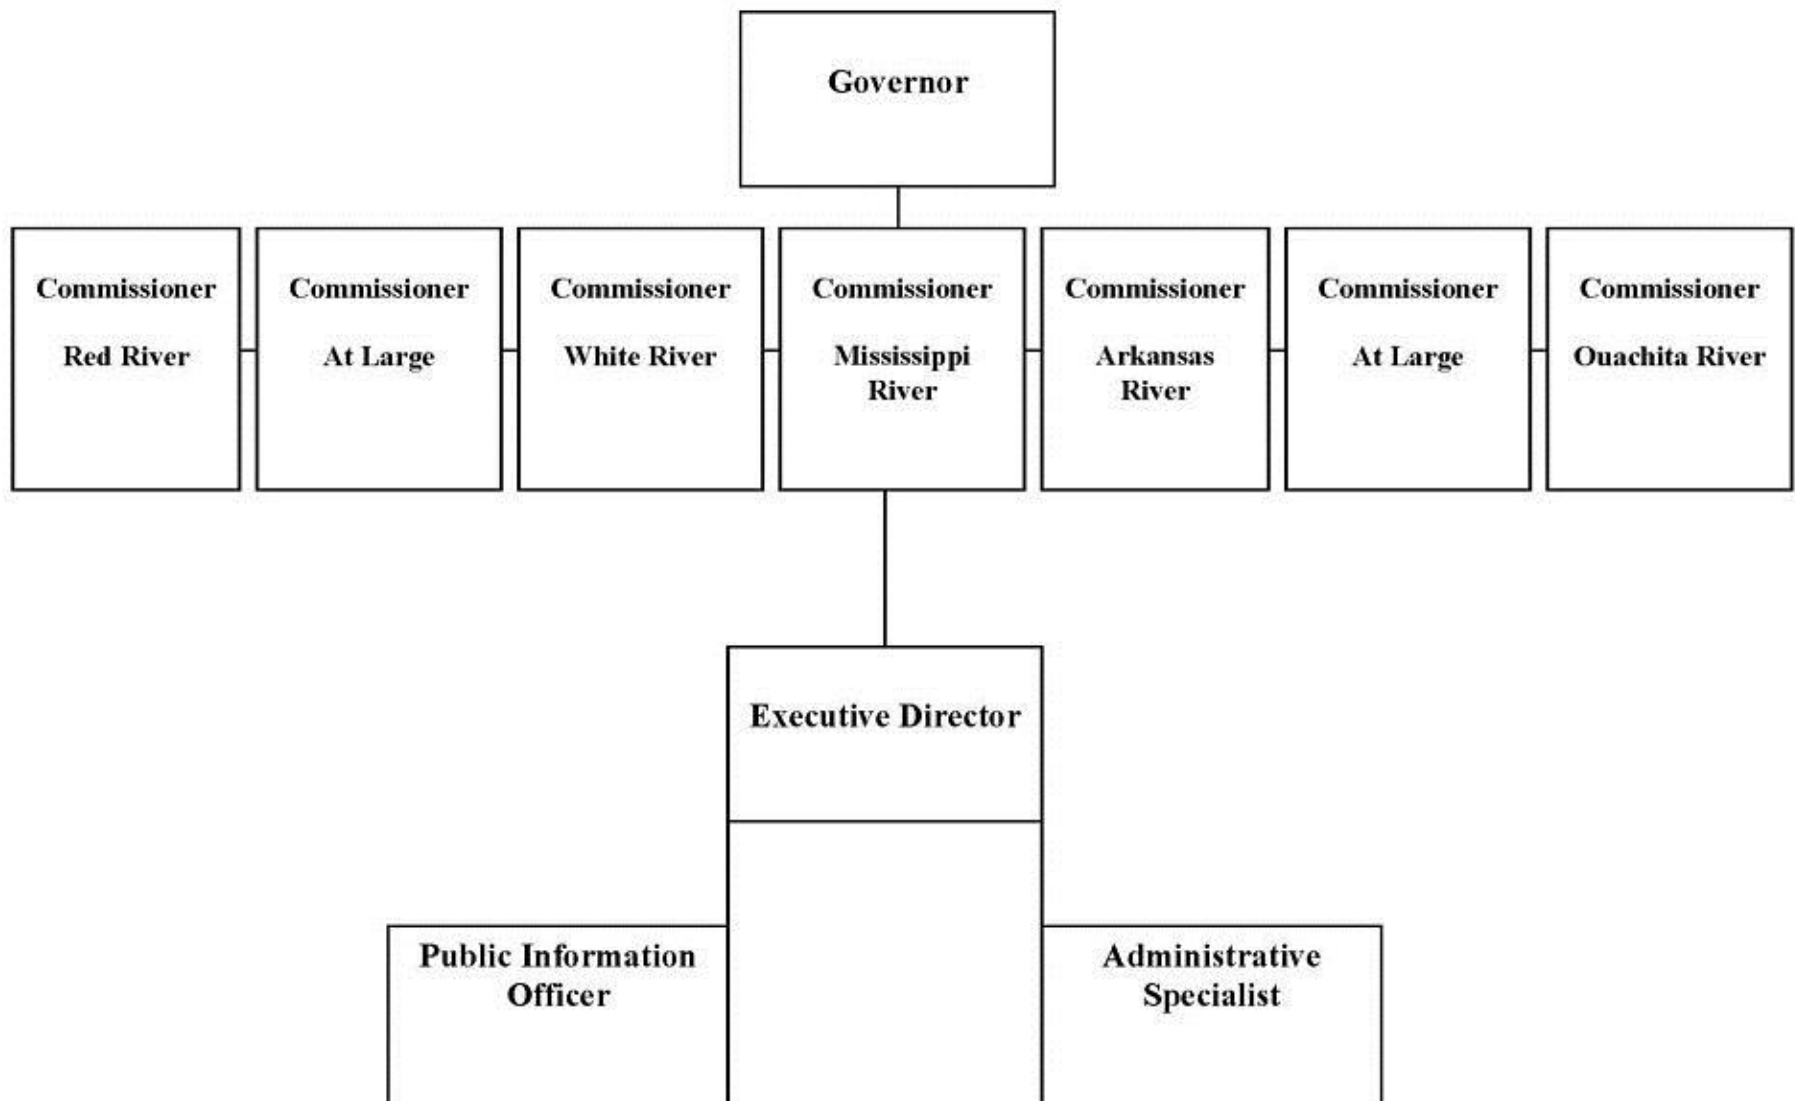 Governor
Commissioner
Red River
Commissioner
At Large
Commissioner
White River
Commissioner
Mississippi
River
Commissioner
Arkansas
River
Commissioner
At Large
Commissioner
Ouachita River
Executive Director
Public Information
Officer
Administrative
Specialist